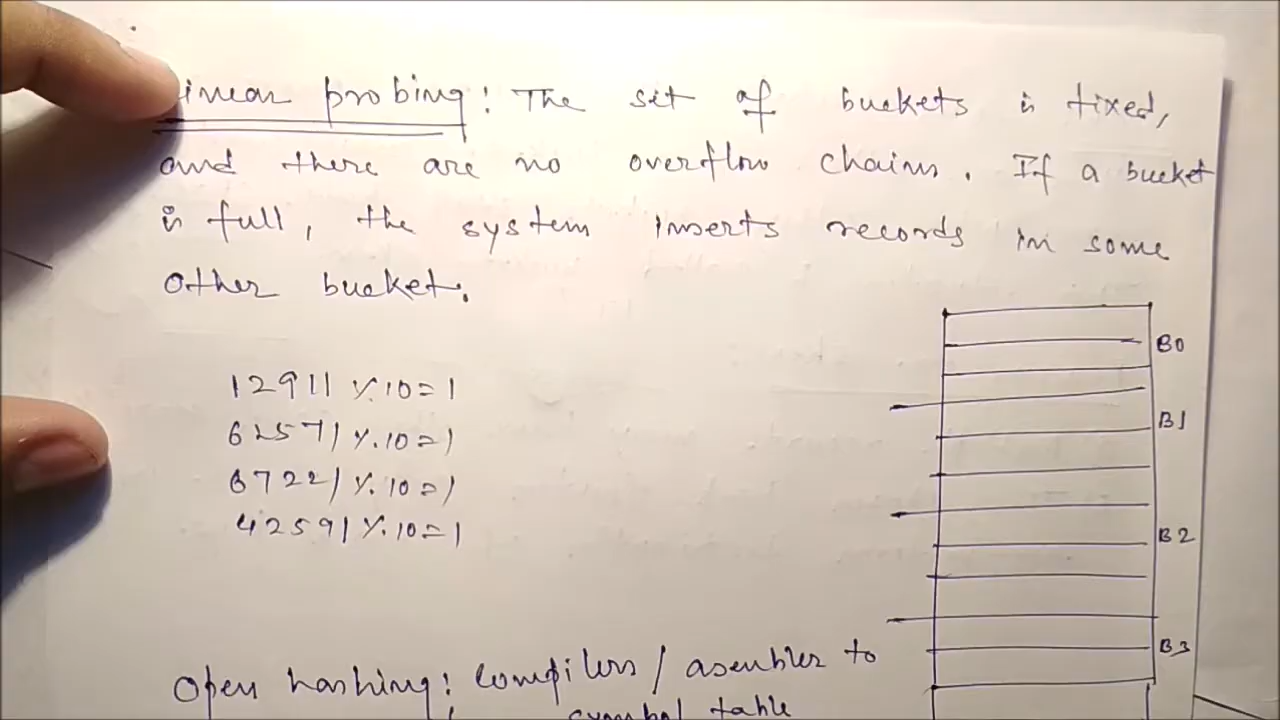 inear probing: The set of buckets is fixed,
and there are no overflow chains. If a bucket
is full, the system inserts records in some
other bucket.
12911 % 10 = 1
62571 % 10 = 1
67221 % 10 = 1
42591 % 10 = 1
B0
B1
B2
B3
Open hashing: compilers / asembler to
symbol table